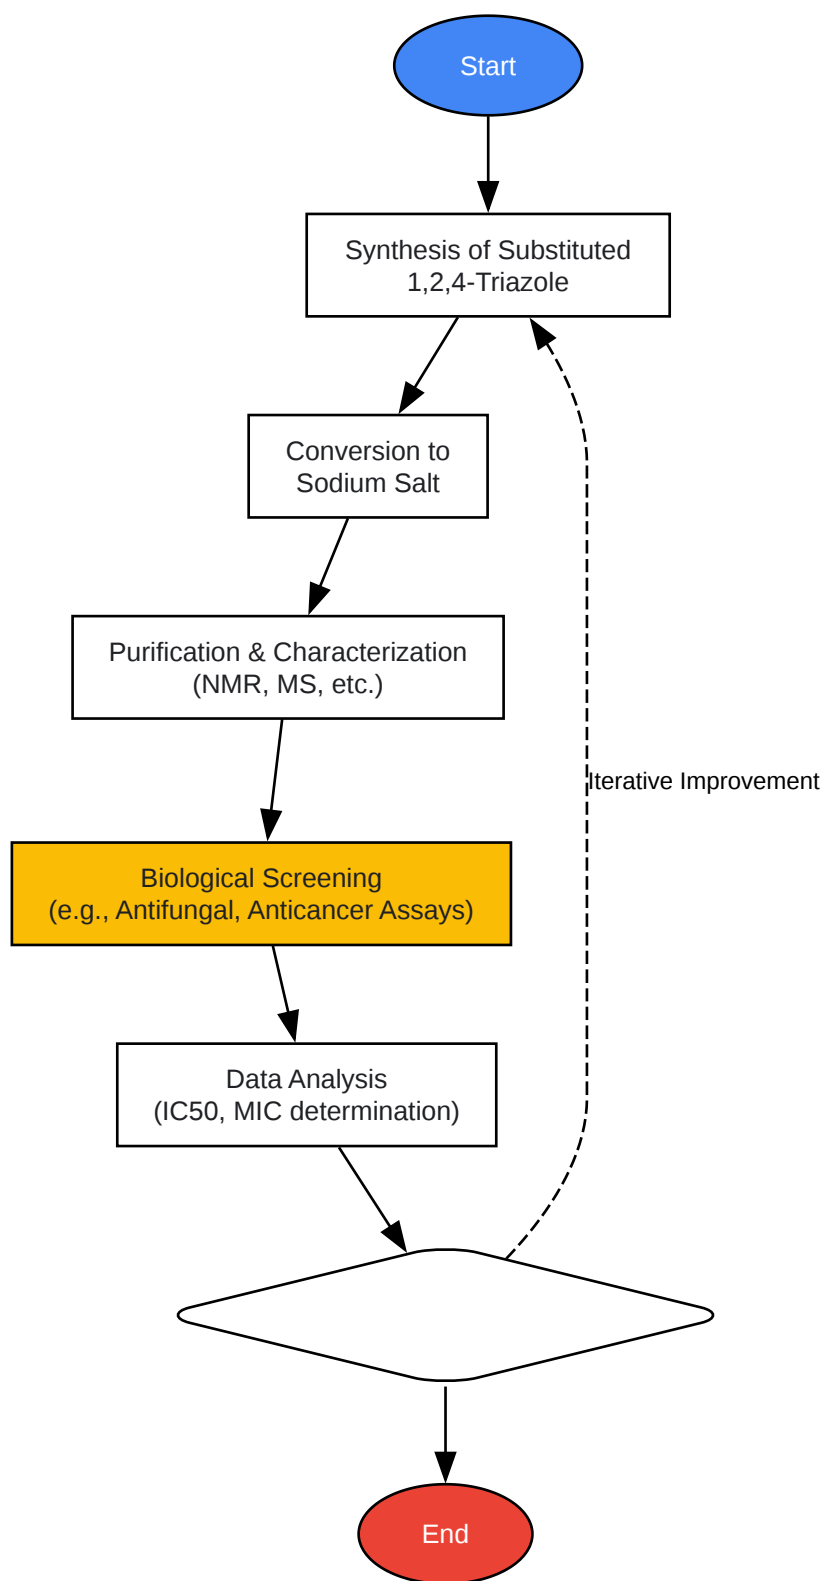 Start
Synthesis of Substituted
1,2,4-Triazole
Conversion to
Sodium Salt
Purification & Characterization
(NMR, MS, etc.)
Iterative Improvement
Biological Screening
(e.g., Antifungal, Anticancer Assays)
Data Analysis
(IC50, MIC determination)
End